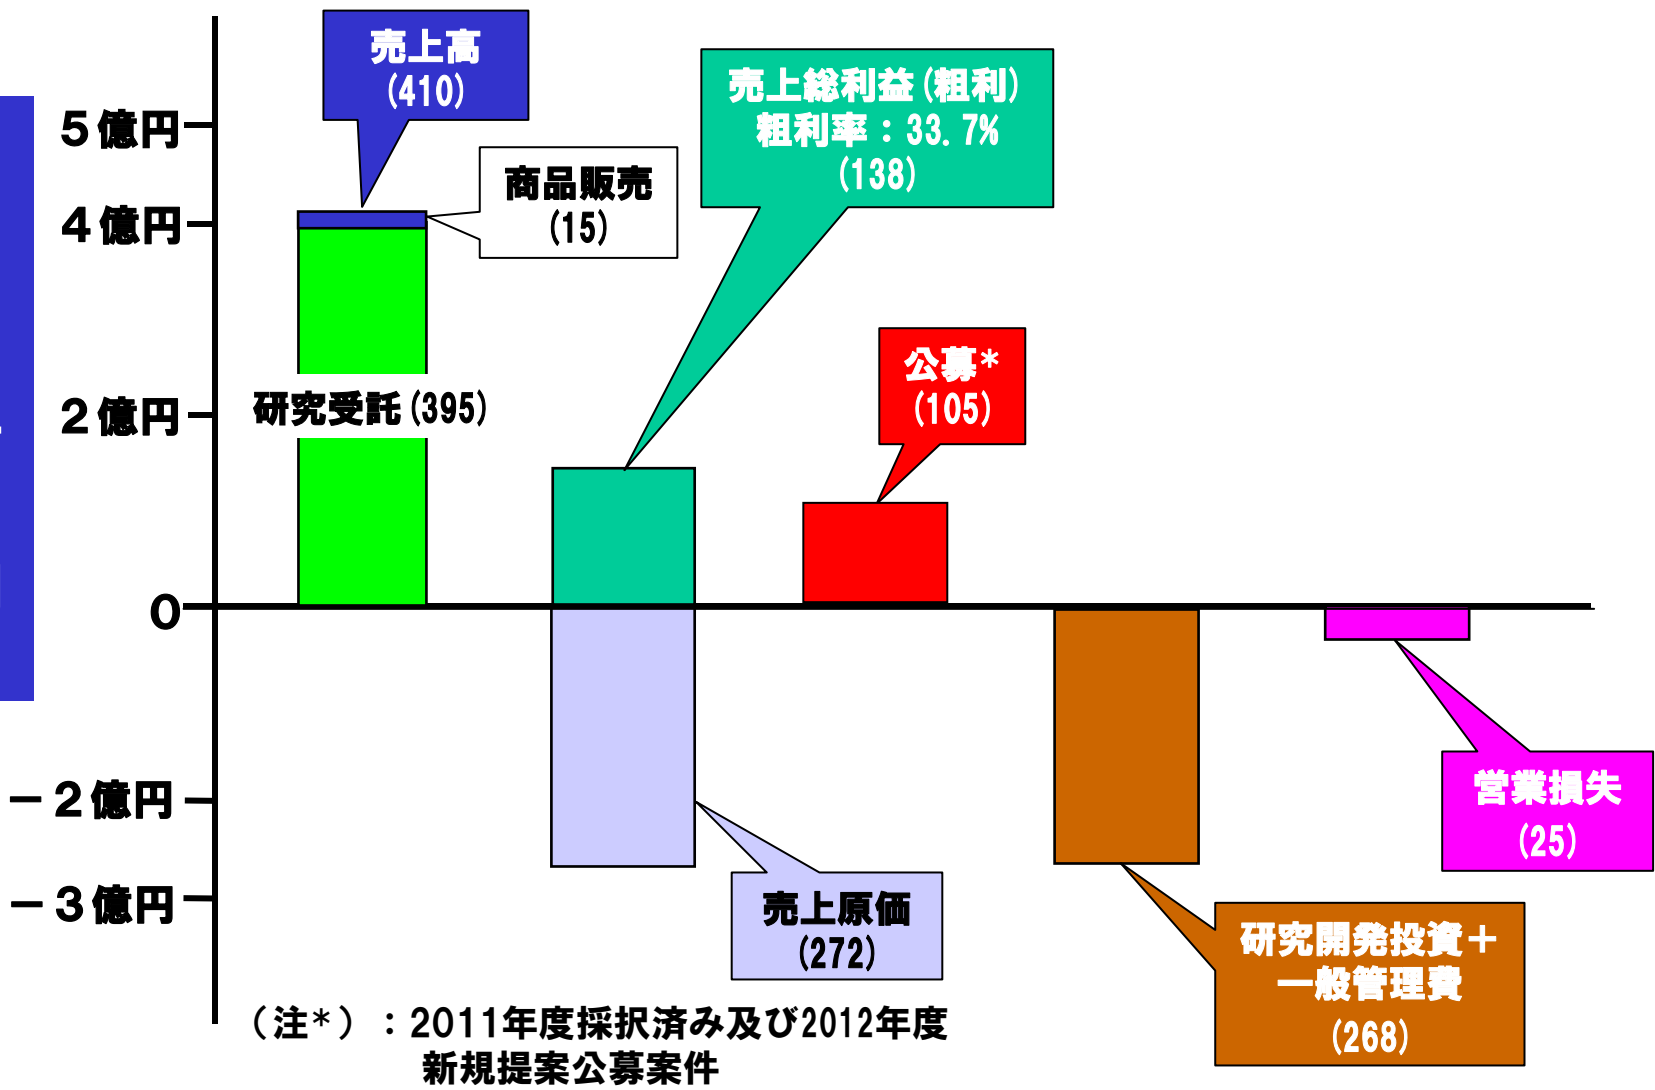 売上高
(410)
5億円
4億円
2億円
0
－2億円
－3億円
商品販売
(15)
研究受託(395)
売上総利益(粗利)
粗利率：33.7%
(138)
公募*
(105)
売上原価
(272)
営業損失
(25)
研究開発投資＋
一般管理費
(268)
（注*）：2011年度採択済み及び2012年度
新規提案公募案件